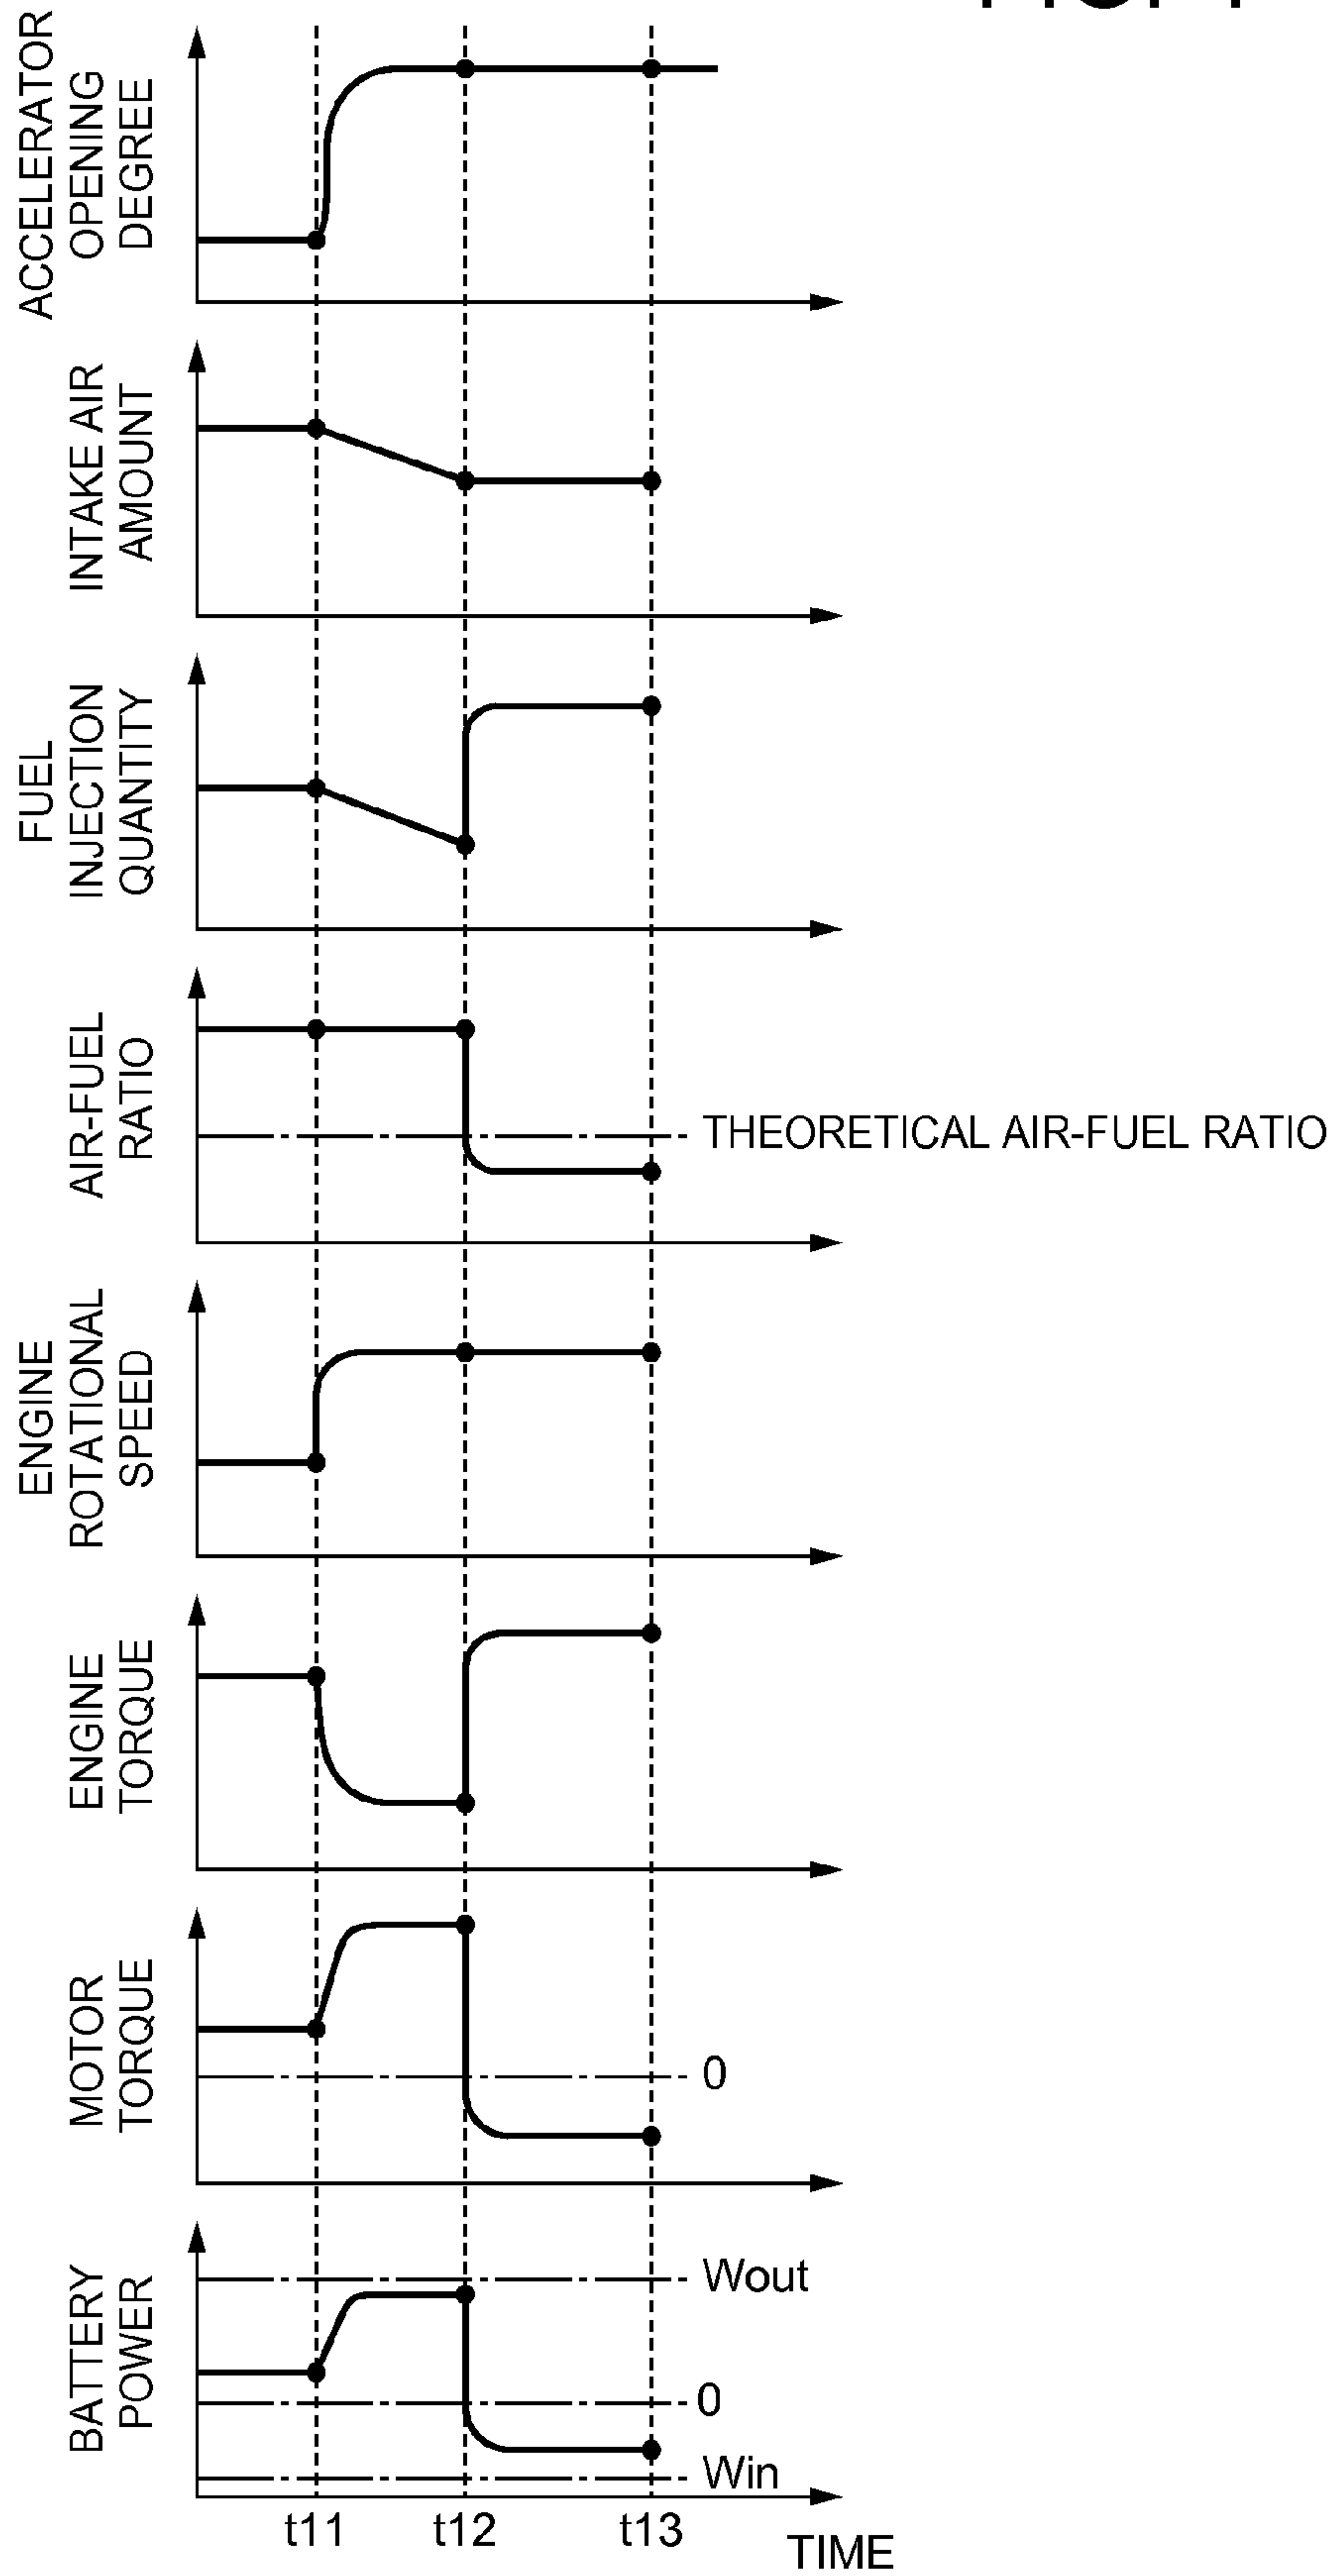 ACCELERATOR
OPENING
DEGREE
INTAKE AIR
AMOUNT
FUEL
INJECTION
QUANTITY
AIR-FUEL
RATIO
THEORETICAL AIR-FUEL RATIO
ENGINE
ROTATIONAL
SPEED
ENGINE
TORQUE
MOTOR
TORQUE
0
BATTERY
POWER
Wout
0
Win
t11 t12 t13
TIME